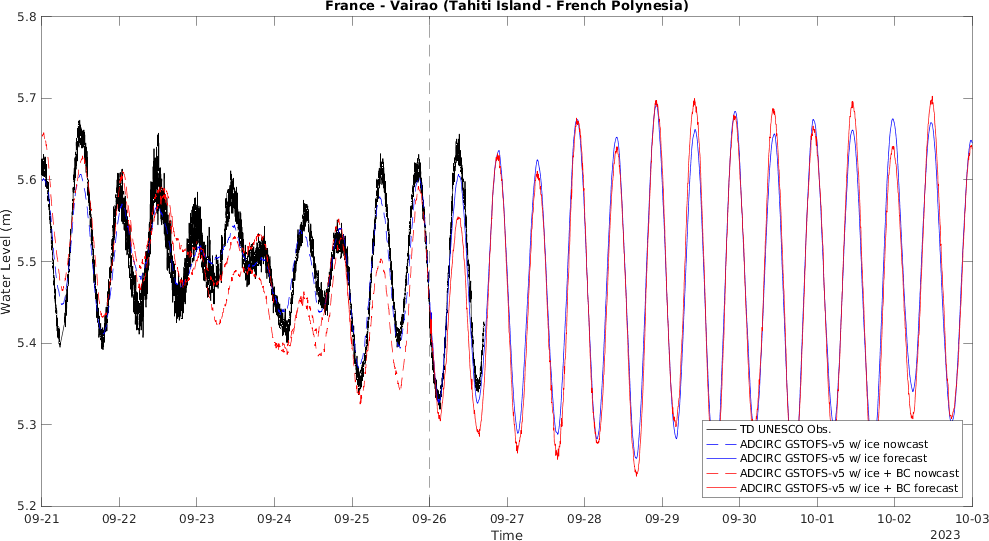 France - Vairao (Tahiti Island - French Polynesia)
5.8
5.7
5.6
5.5
5.4
5.3
5.2
Water Level (m)
TD UNESCO Obs.
ADCIRC GSTOFS-v5 w/ ice nowcast
ADCIRC GSTOFS-v5 w/ ice forecast
ADCIRC GSTOFS-v5 w/ ice + BC nowcast
ADCIRC GSTOFS-v5 w/ ice + BC forecast
09-21 09-22 09-23 09-24 09-25 09-26 09-27 09-28 09-29 09-30 10-01 10-02 10-03
Time
2023